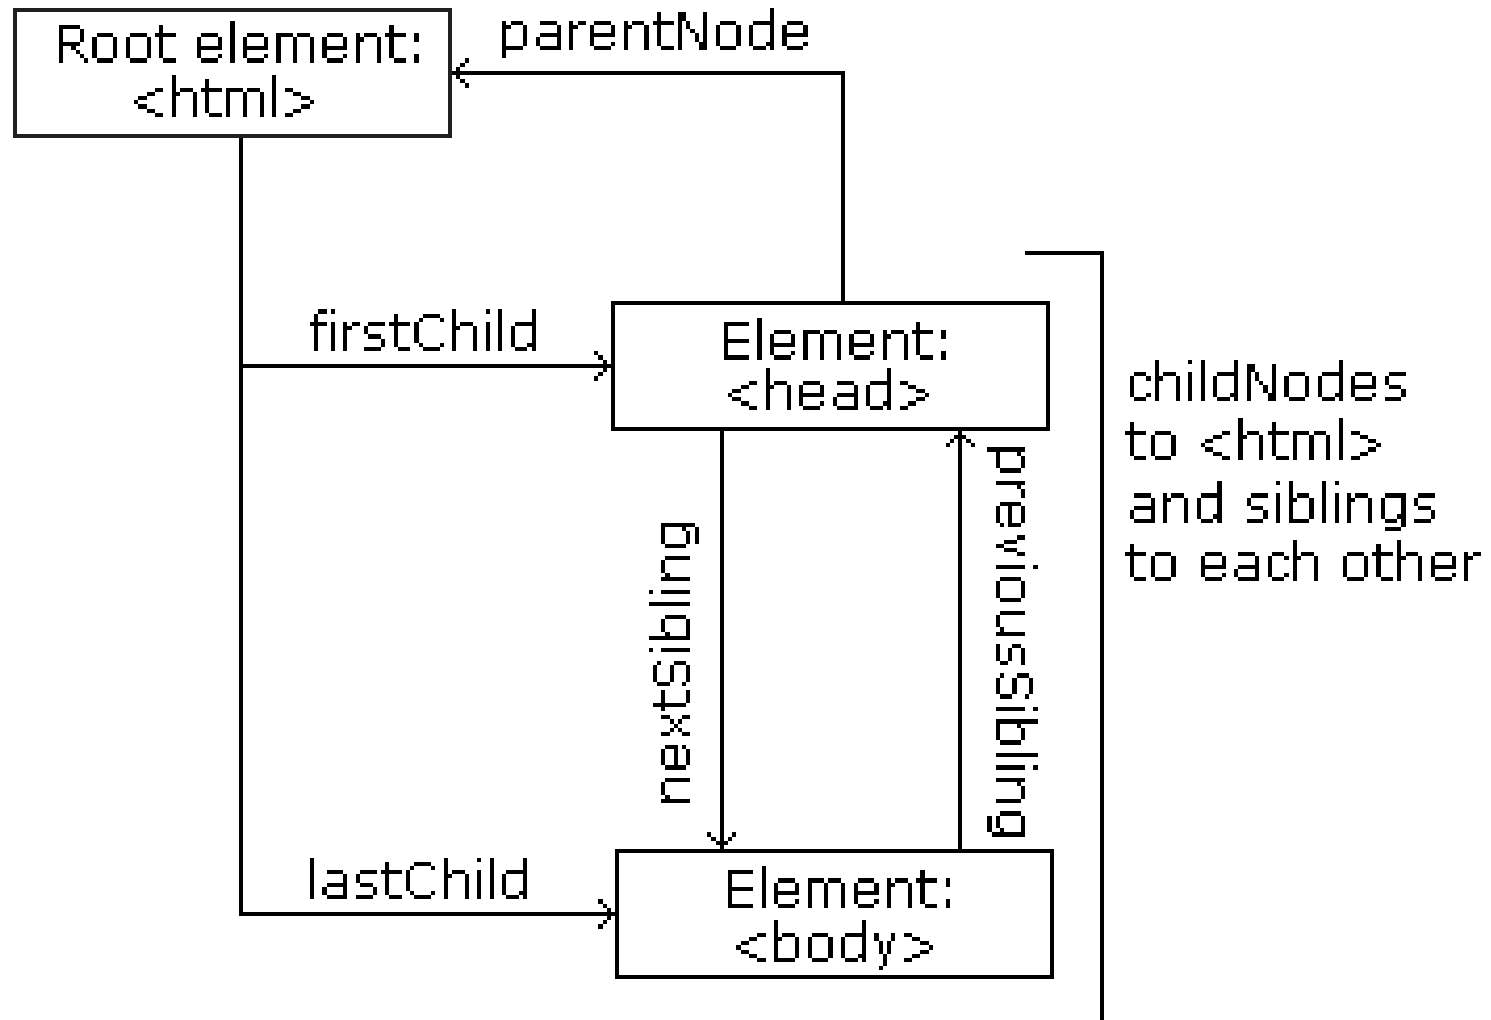 Root element:
<html>
parentNode
firstChild
Element:
<head>
childNodes
to <html>
and siblings
to each other
nextSibling
previousSibling
lastChild
Element:
<body>